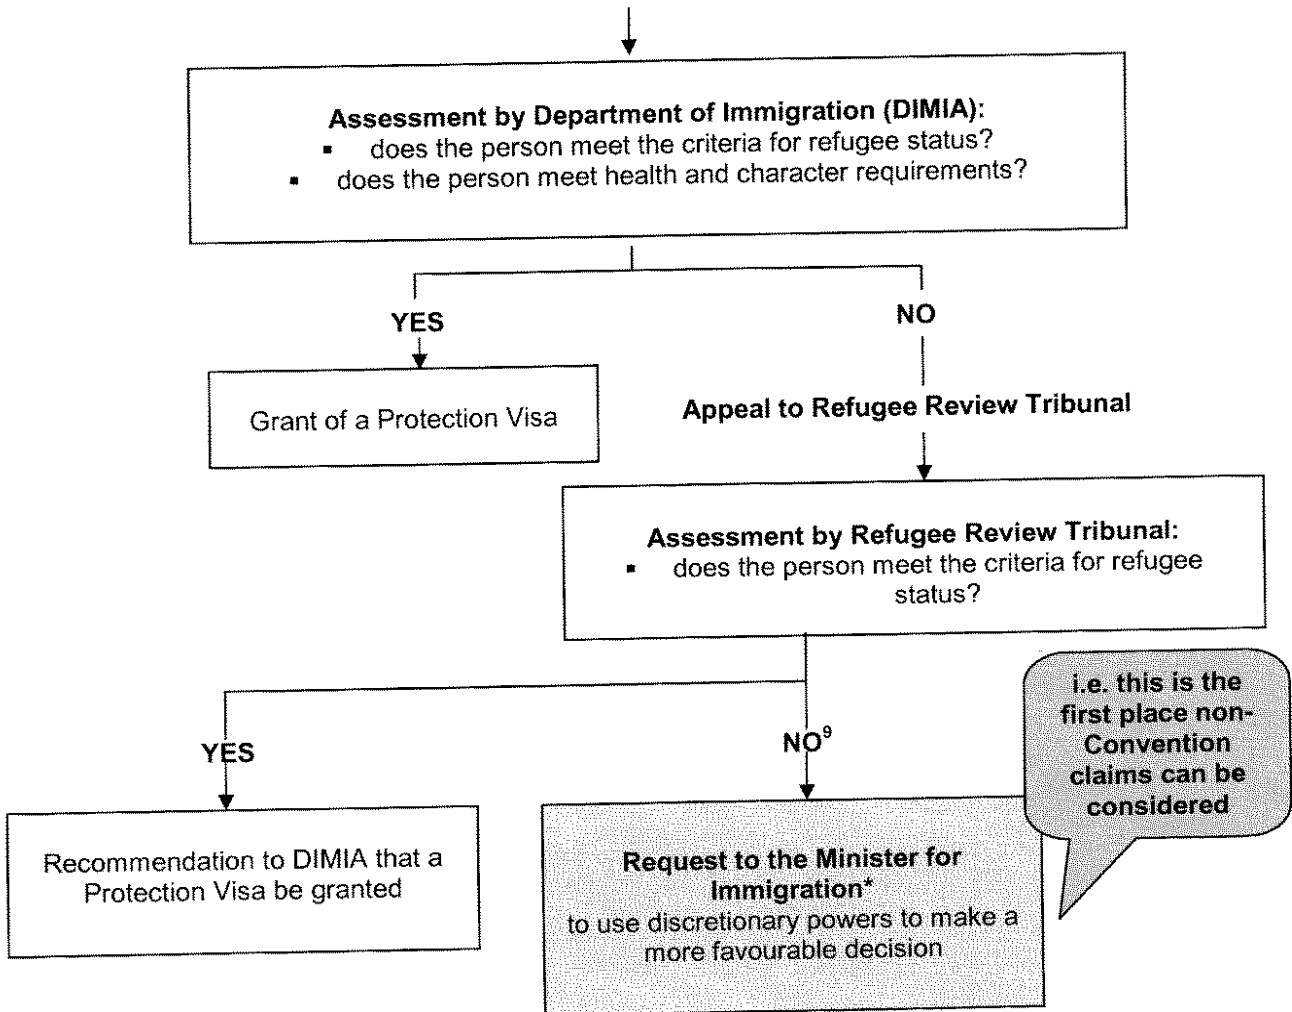 Assessment by Department of Immigration (DIMIA):
▪ does the person meet the criteria for refugee status?
▪ does the person meet health and character requirements?
YES
NO
Grant of a Protection Visa
Appeal to Refugee Review Tribunal
Assessment by Refugee Review Tribunal:
▪ does the person meet the criteria for refugee
status?
i.e. this is the
first place non-
Convention
claims can be
considered
YES
NO⁹
Recommendation to DIMIA that a
Protection Visa be granted
Request to the Minister for
Immigration*
to use discretionary powers to make a
more favourable decision